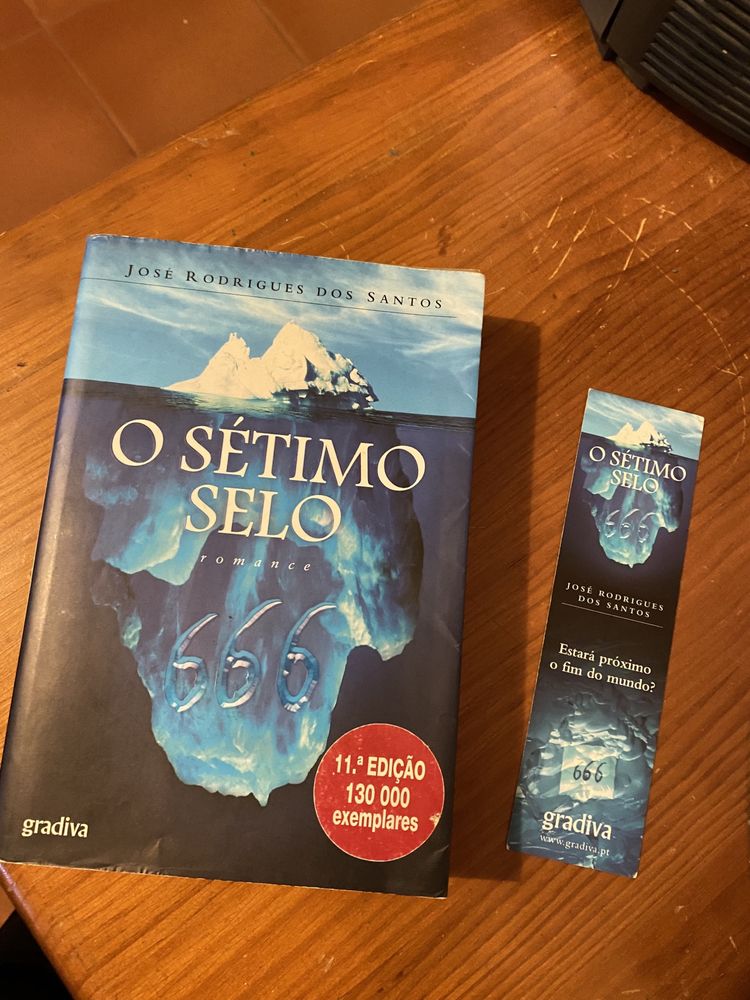 JOSÉ RODRIGUES DOS SANTOS
O SÉTIMO
SELO
romance
666
11.ª EDIÇÃO
130 000
exemplares
gradiva
O SÉTIMO
SELO
666
JOSÉ RODRIGUES
DOS SANTOS
Estará próximo
o fim do mundo?
666
gradiva
www.gradiva.pt